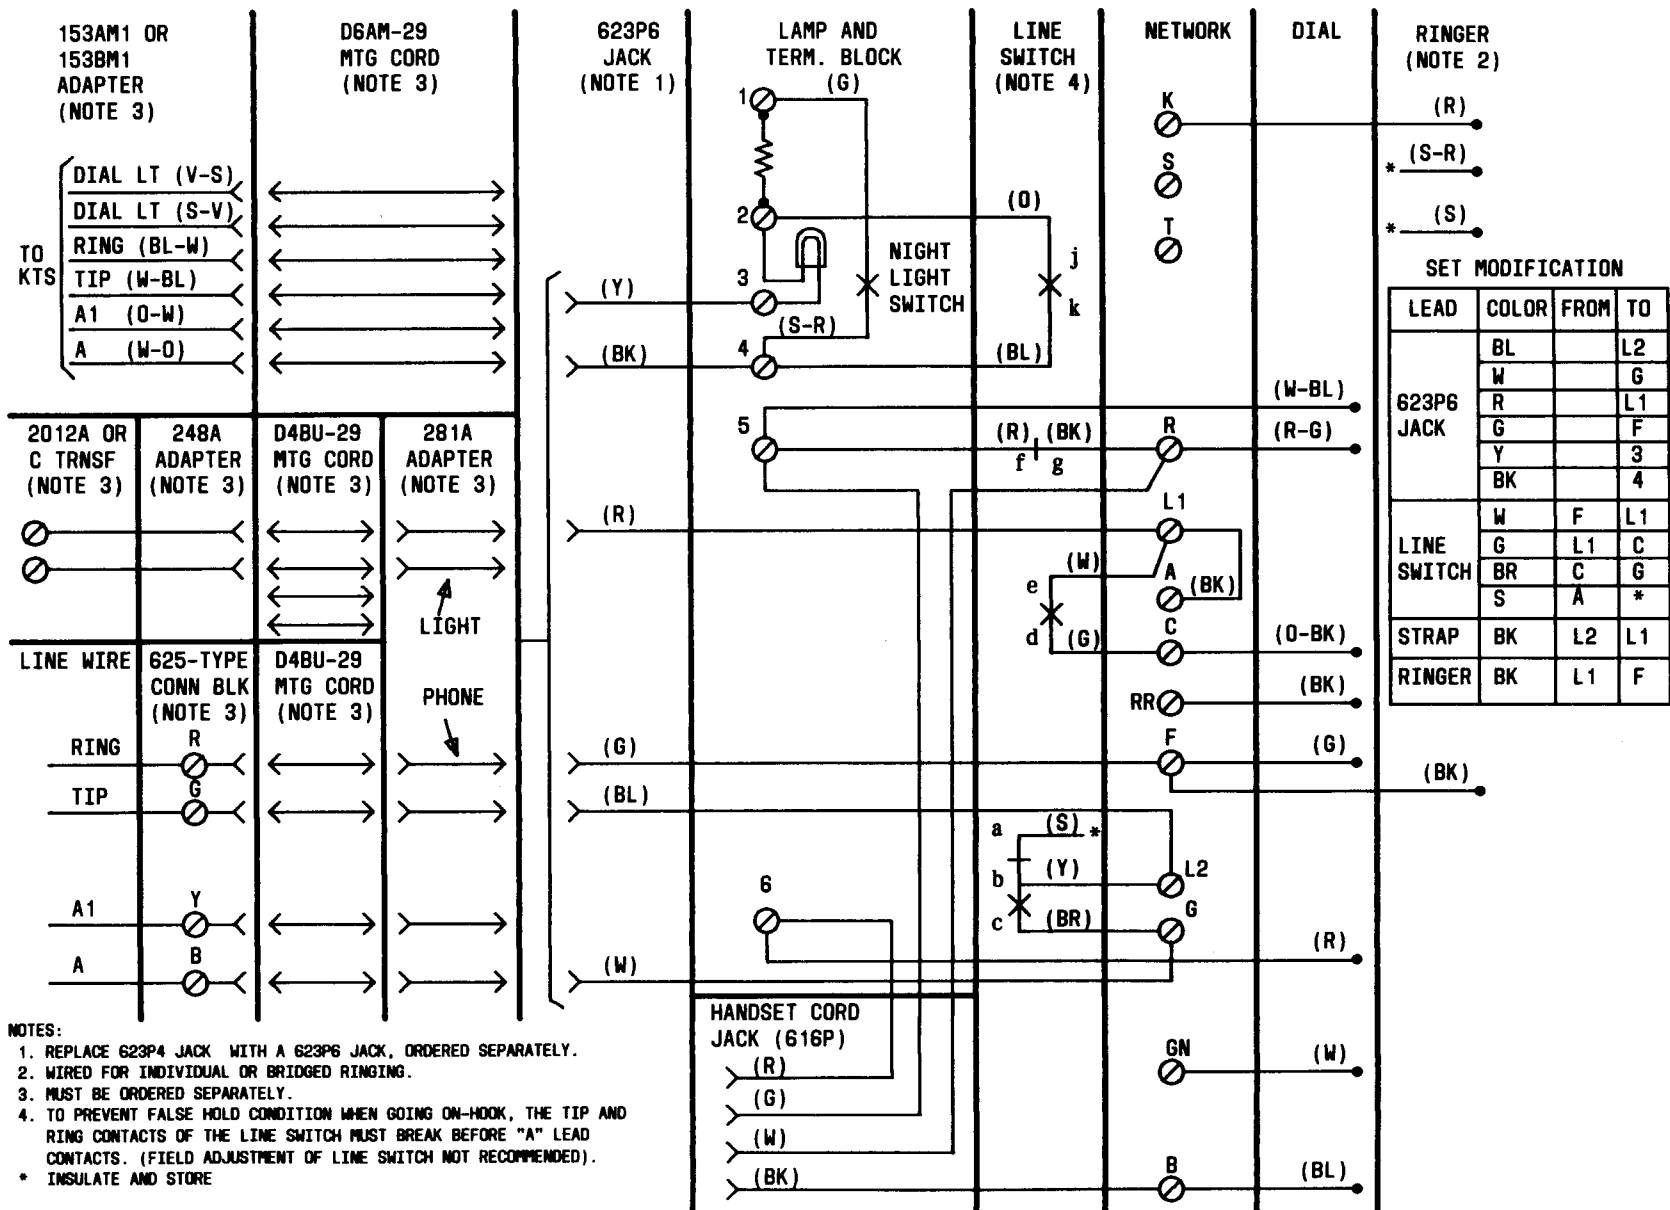 153AM1 OR
153BM1
ADAPTER
(NOTE 3)
D6AM-29
MTG CORD
(NOTE 3)
623P6
JACK
(NOTE 1)
LAMP AND
TERM. BLOCK
(G)
LINE
SWITCH
(NOTE 4)
NETWORK
DIAL
RINGER
(NOTE 2)
TO
KTS
DIAL LT (V-S)
DIAL LT (S-V)
RING (BL-W)
TIP (W-BL)
A1 (O-W)
A (W-O)
1
2
3
4
(Y)
(S-R)
(BK)
NIGHT
LIGHT
SWITCH
(O)
j
k
(BL)
K
S
T
(R)
* (S-R)
* (S)
SET MODIFICATION
LEAD COLOR FROM TO
623P6
JACK
BL L2
W G
R L1
G F
Y 3
BK 4
LINE
SWITCH
W F L1
G L1 C
BR C G
S A *
STRAP BK L2 L1
RINGER BK L1 F
2012A OR
C TRNSF
(NOTE 3)
248A
ADAPTER
(NOTE 3)
D4BU-29
MTG CORD
(NOTE 3)
281A
ADAPTER
(NOTE 3)
LIGHT
5
(W-BL)
(R) (BK)
f g
R
(R-G)
(R)
L1
(W)
e
A
(BK)
d
(G)
C
(O-BK)
RR
(BK)
LINE WIRE
625-TYPE
CONN BLK
(NOTE 3)
D4BU-29
MTG CORD
(NOTE 3)
PHONE
RING
R
TIP
G
A1
Y
A
B
(G)
F
(G)
(BK)
(BL)
a
(S) *
b
(Y)
L2
c
(BR)
G
6
(R)
(W)
HANDSET CORD
JACK (616P)
(R)
(G)
(W)
(BK)
GN
(W)
B
(BL)
NOTES:
1. REPLACE 623P4 JACK WITH A 623P6 JACK, ORDERED SEPARATELY.
2. WIRED FOR INDIVIDUAL OR BRIDGED RINGING.
3. MUST BE ORDERED SEPARATELY.
4. TO PREVENT FALSE HOLD CONDITION WHEN GOING ON-HOOK, THE TIP AND
RING CONTACTS OF THE LINE SWITCH MUST BREAK BEFORE "A" LEAD
CONTACTS. (FIELD ADJUSTMENT OF LINE SWITCH NOT RECOMMENDED).
* INSULATE AND STORE